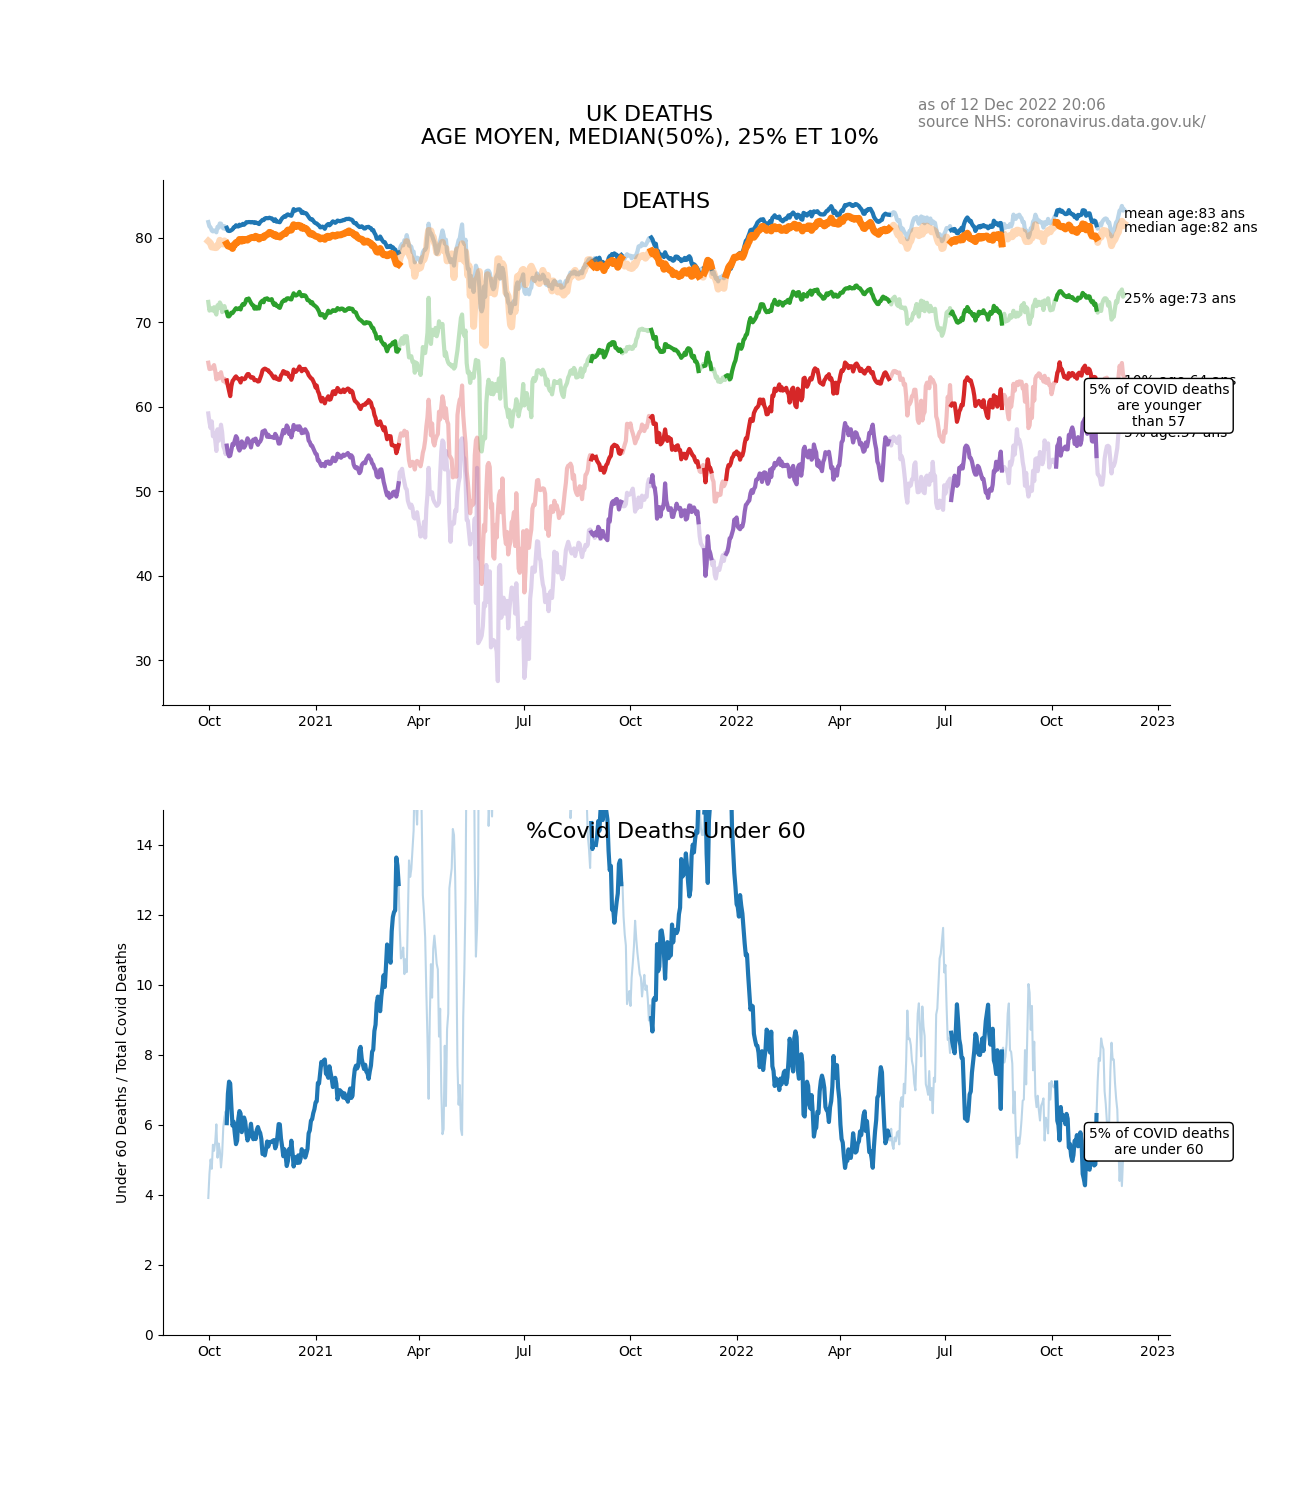 UK DEATHS
AGE MOYEN, MEDIAN(50%), 25% ET 10%
as of 12 Dec 2022 20:06
source NHS: coronavirus.data.gov.uk/
DEATHS
80
70
60
50
40
30
mean age:83 ans
median age:82 ans
25% age:73 ans
5% of COVID deaths
are younger
than 57
Oct
2021
Apr
Jul
Oct
2022
Apr
Jul
Oct
2023
%Covid Deaths Under 60
Under 60 Deaths / Total Covid Deaths
14
12
10
8
6
4
2
0
5% of COVID deaths
are under 60
Oct
2021
Apr
Jul
Oct
2022
Apr
Jul
Oct
2023